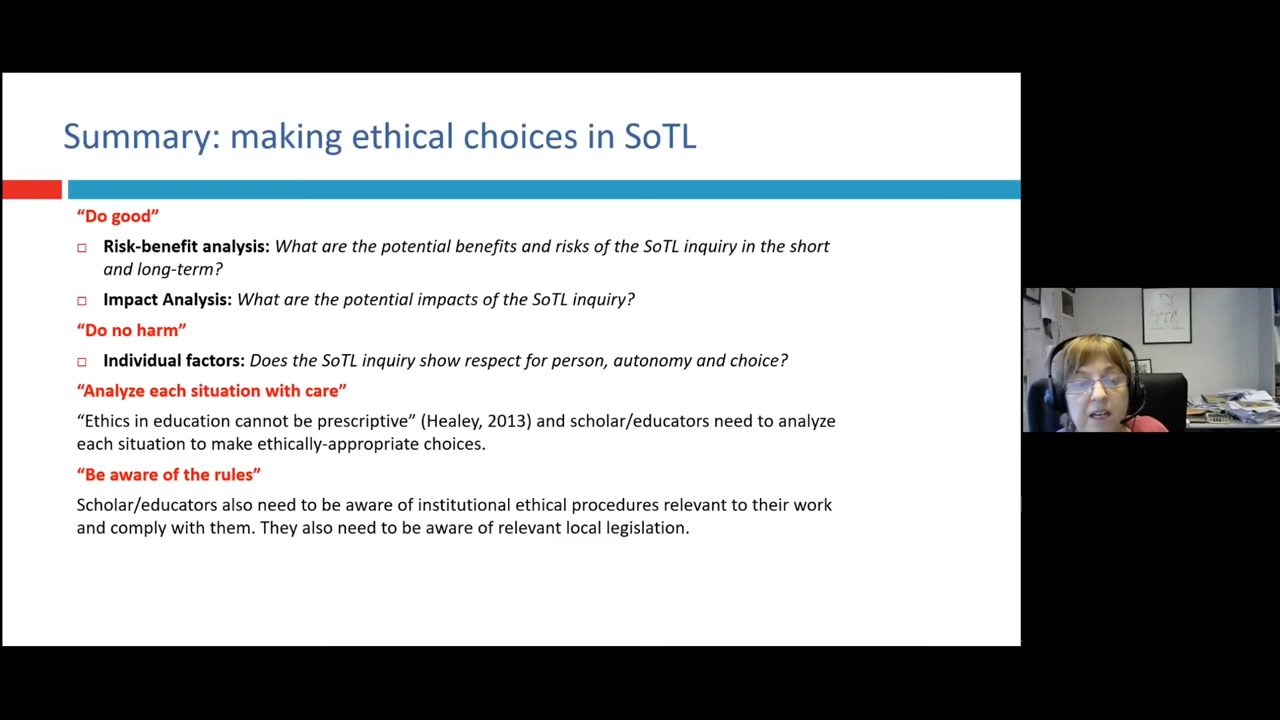 Summary: making ethical choices in SoTL
“Do good”
Risk-benefit analysis: What are the potential benefits and risks of the SoTL inquiry in the short
and long-term?
Impact Analysis: What are the potential impacts of the SoTL inquiry?
“Do no harm”
Individual factors: Does the SoTL inquiry show respect for person, autonomy and choice?
“Analyze each situation with care”
“Ethics in education cannot be prescriptive” (Healey, 2013) and scholar/educators need to analyze
each situation to make ethically-appropriate choices.
“Be aware of the rules”
Scholar/educators also need to be aware of institutional ethical procedures relevant to their work
and comply with them. They also need to be aware of relevant local legislation.